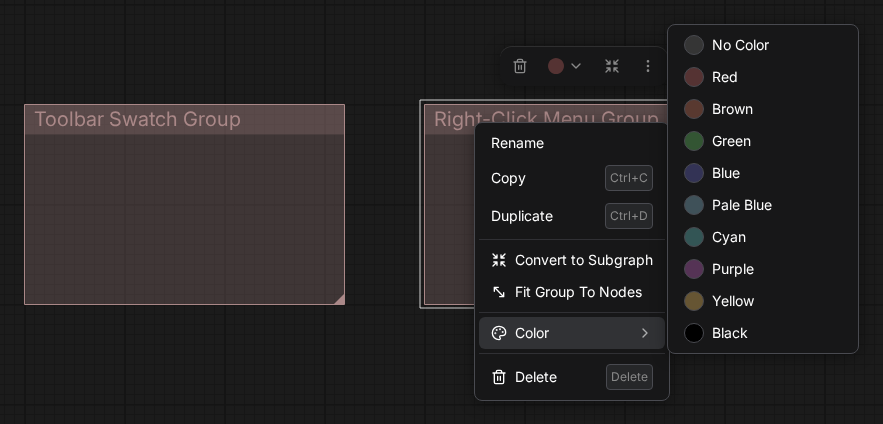 Toolbar Swatch Group
Right-Click Menu Group
Rename
Copy Ctrl+C
Duplicate Ctrl+D
Convert to Subgraph
Fit Group To Nodes
Color
Delete Delete
No Color
Red
Brown
Green
Blue
Pale Blue
Cyan
Purple
Yellow
Black